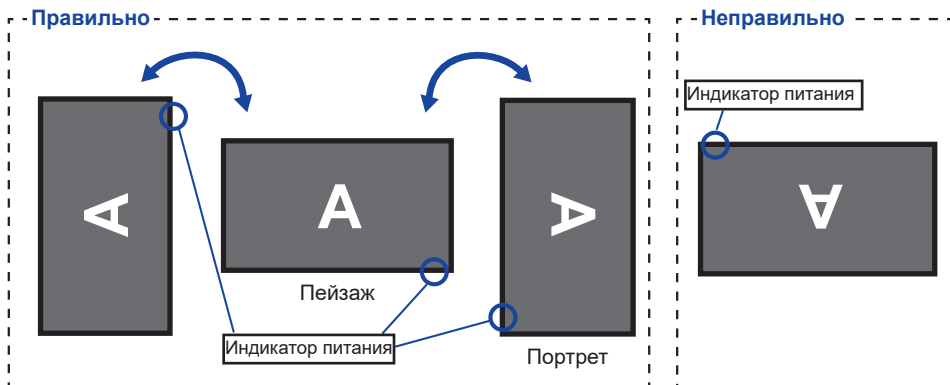 Правильно
Неправильно
Индикатор питания
A
A
A
A
Пейзаж
Индикатор питания
Портрет